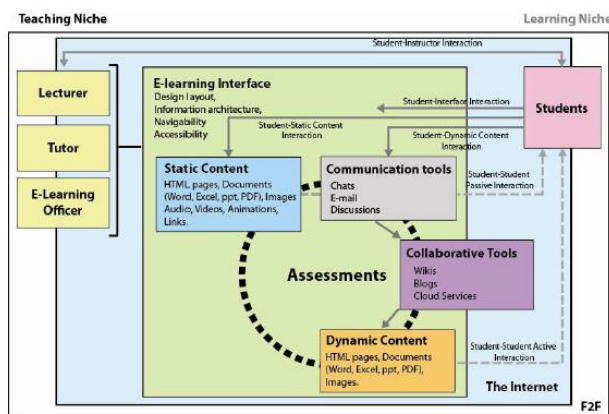 Teaching Niche
Learning Niche
Student-Instructor Interaction
Lecturer
Tutor
E-Learning
Officer
E-learning Interface
Design layout,
Information architecture,
Navigability
Accessibility
Student-Interface Interaction
Students
Student-Static Content
Interaction
Student-Dynamic Content
Interaction
Static Content
HTML pages, Documents
(Word, Excel, ppt, PDF), Images
Audio, Videos, Animations,
Links.
Communication tools
Chats
E-mail
Discussions
Student-Student
Passive Interaction
Assessments
Collaborative Tools
Wikis
Blogs
Cloud Services
Dynamic Content
HTML pages, Documents
(Word, Excel, ppt, PDF),
Images.
Student-Student Active
Interaction
The Internet
F2F